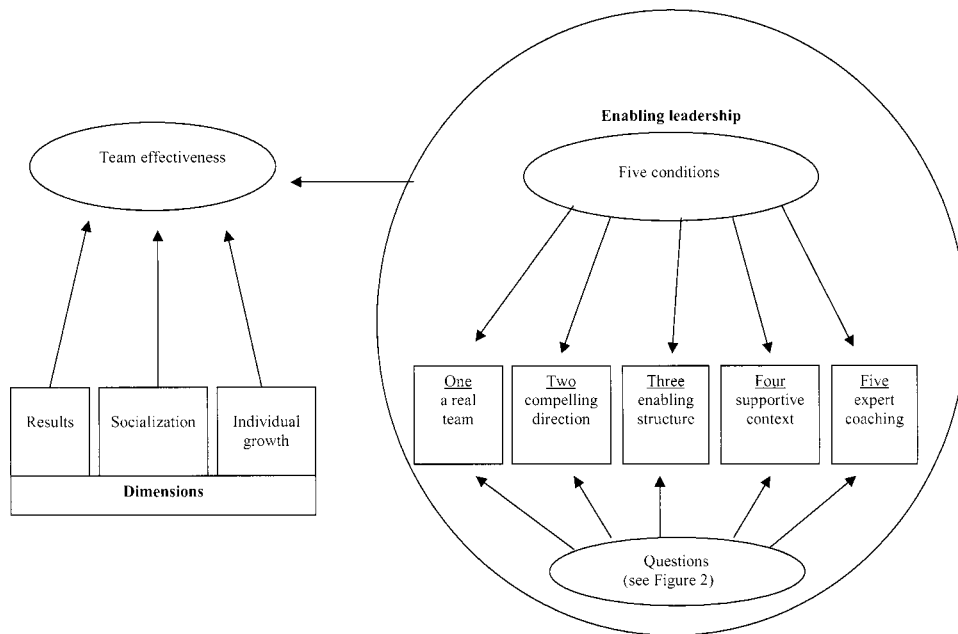 Enabling leadership
Team effectiveness
Five conditions
One
a real
team
Two
compelling
direction
Three
enabling
structure
Four
supportive
context
Five
expert
coaching
Results
Socialization
Individual
growth
Dimensions
Questions
(see Figure 2)